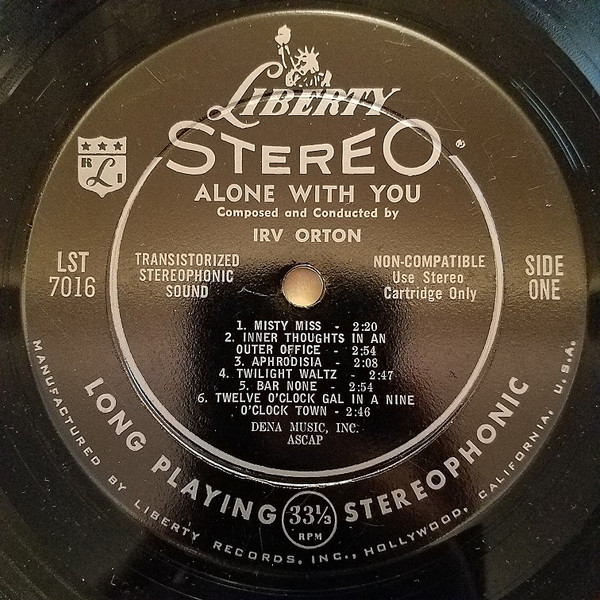 LIBERTY
STEREO
®
R L I
ALONE WITH YOU
Composed and Conducted by
IRV ORTON
LST
7016
TRANSISTORIZED
STEREOPHONIC
SOUND
NON-COMPATIBLE
Use Stereo
Cartridge Only
SIDE
ONE
1. MISTY MISS - 2:20
2. INNER THOUGHTS IN AN
OUTER OFFICE - 2:54
3. APHRODISIA - 2:08
4. TWILIGHT WALTZ - 2:47
5. BAR NONE - 2:54
6. TWELVE O'CLOCK GAL IN A NINE
O'CLOCK TOWN - 2:46
DENA MUSIC, INC.
ASCAP
LONG PLAYING 33⅓ RPM STEREOPHONIC
MANUFACTURED BY LIBERTY RECORDS, INC., HOLLYWOOD, CALIFORNIA, U.S.A.